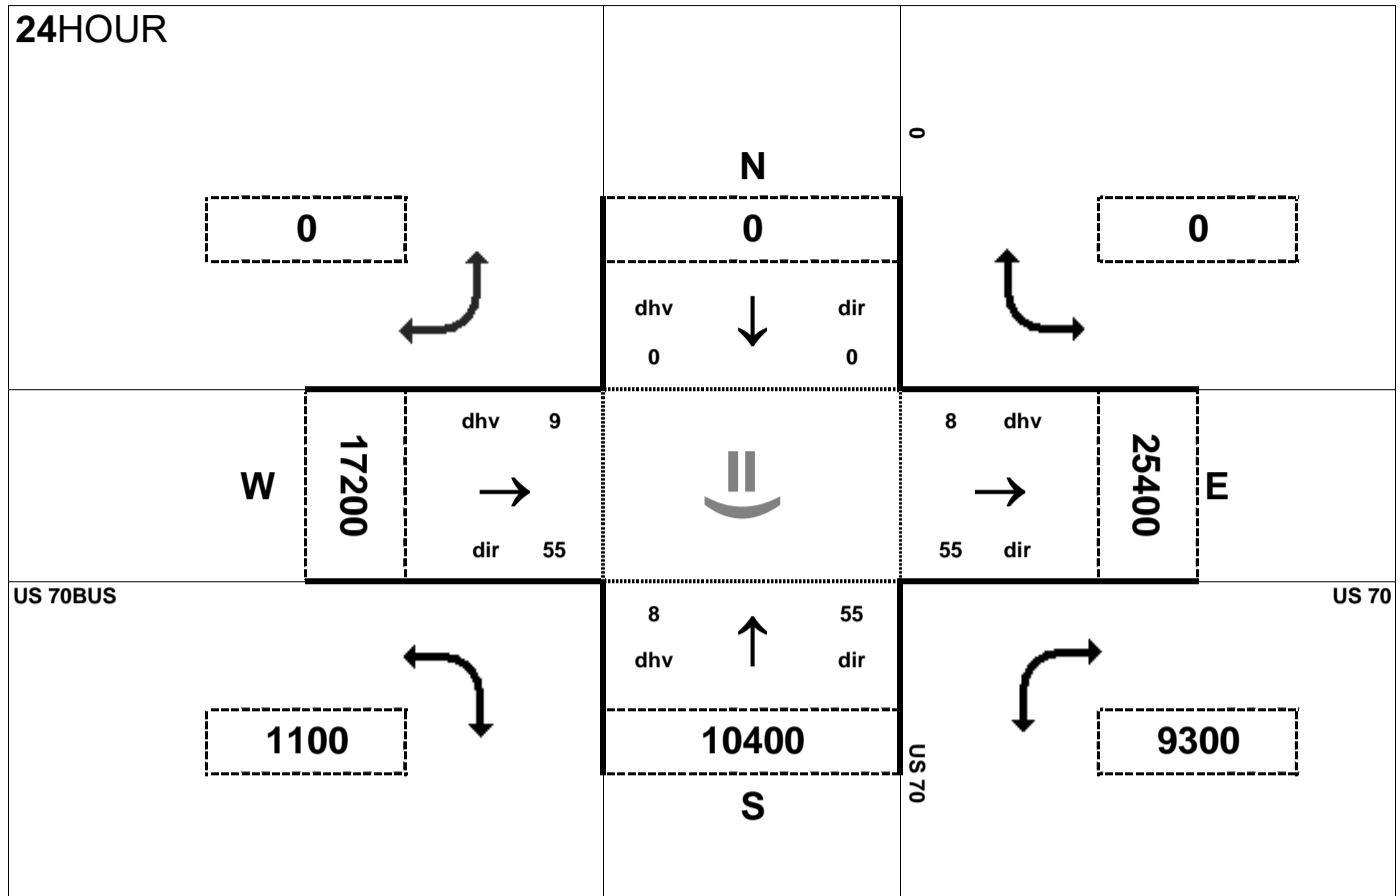 24HOUR
0
N
0
0
0
dhv
dir
0
0
dhv 9
8 dhv
W
17200
25400
E
dir 55
55 dir
US 70BUS
US 70
8
55
dhv
dir
1100
10400
9300
US 70
S